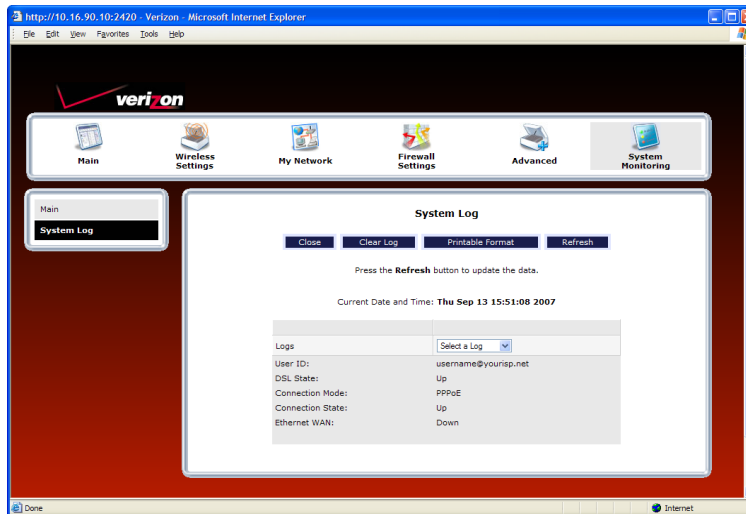 http://10.16.90.10:2420 - Verizon - Microsoft Internet Explorer
File Edit View Favorites Tools Help
verizon
Main
Wireless Settings
My Network
Firewall Settings
Advanced
System Monitoring
Main
System Log
System Log
Close Clear Log Printable Format Refresh
Press the Refresh button to update the data.
Current Date and Time: Thu Sep 13 15:51:08 2007
Logs Select a Log
User ID: username@yourisp.net
DSL State: Up
Connection Mode: PPPoE
Connection State: Up
Ethernet WAN: Down
Done Internet